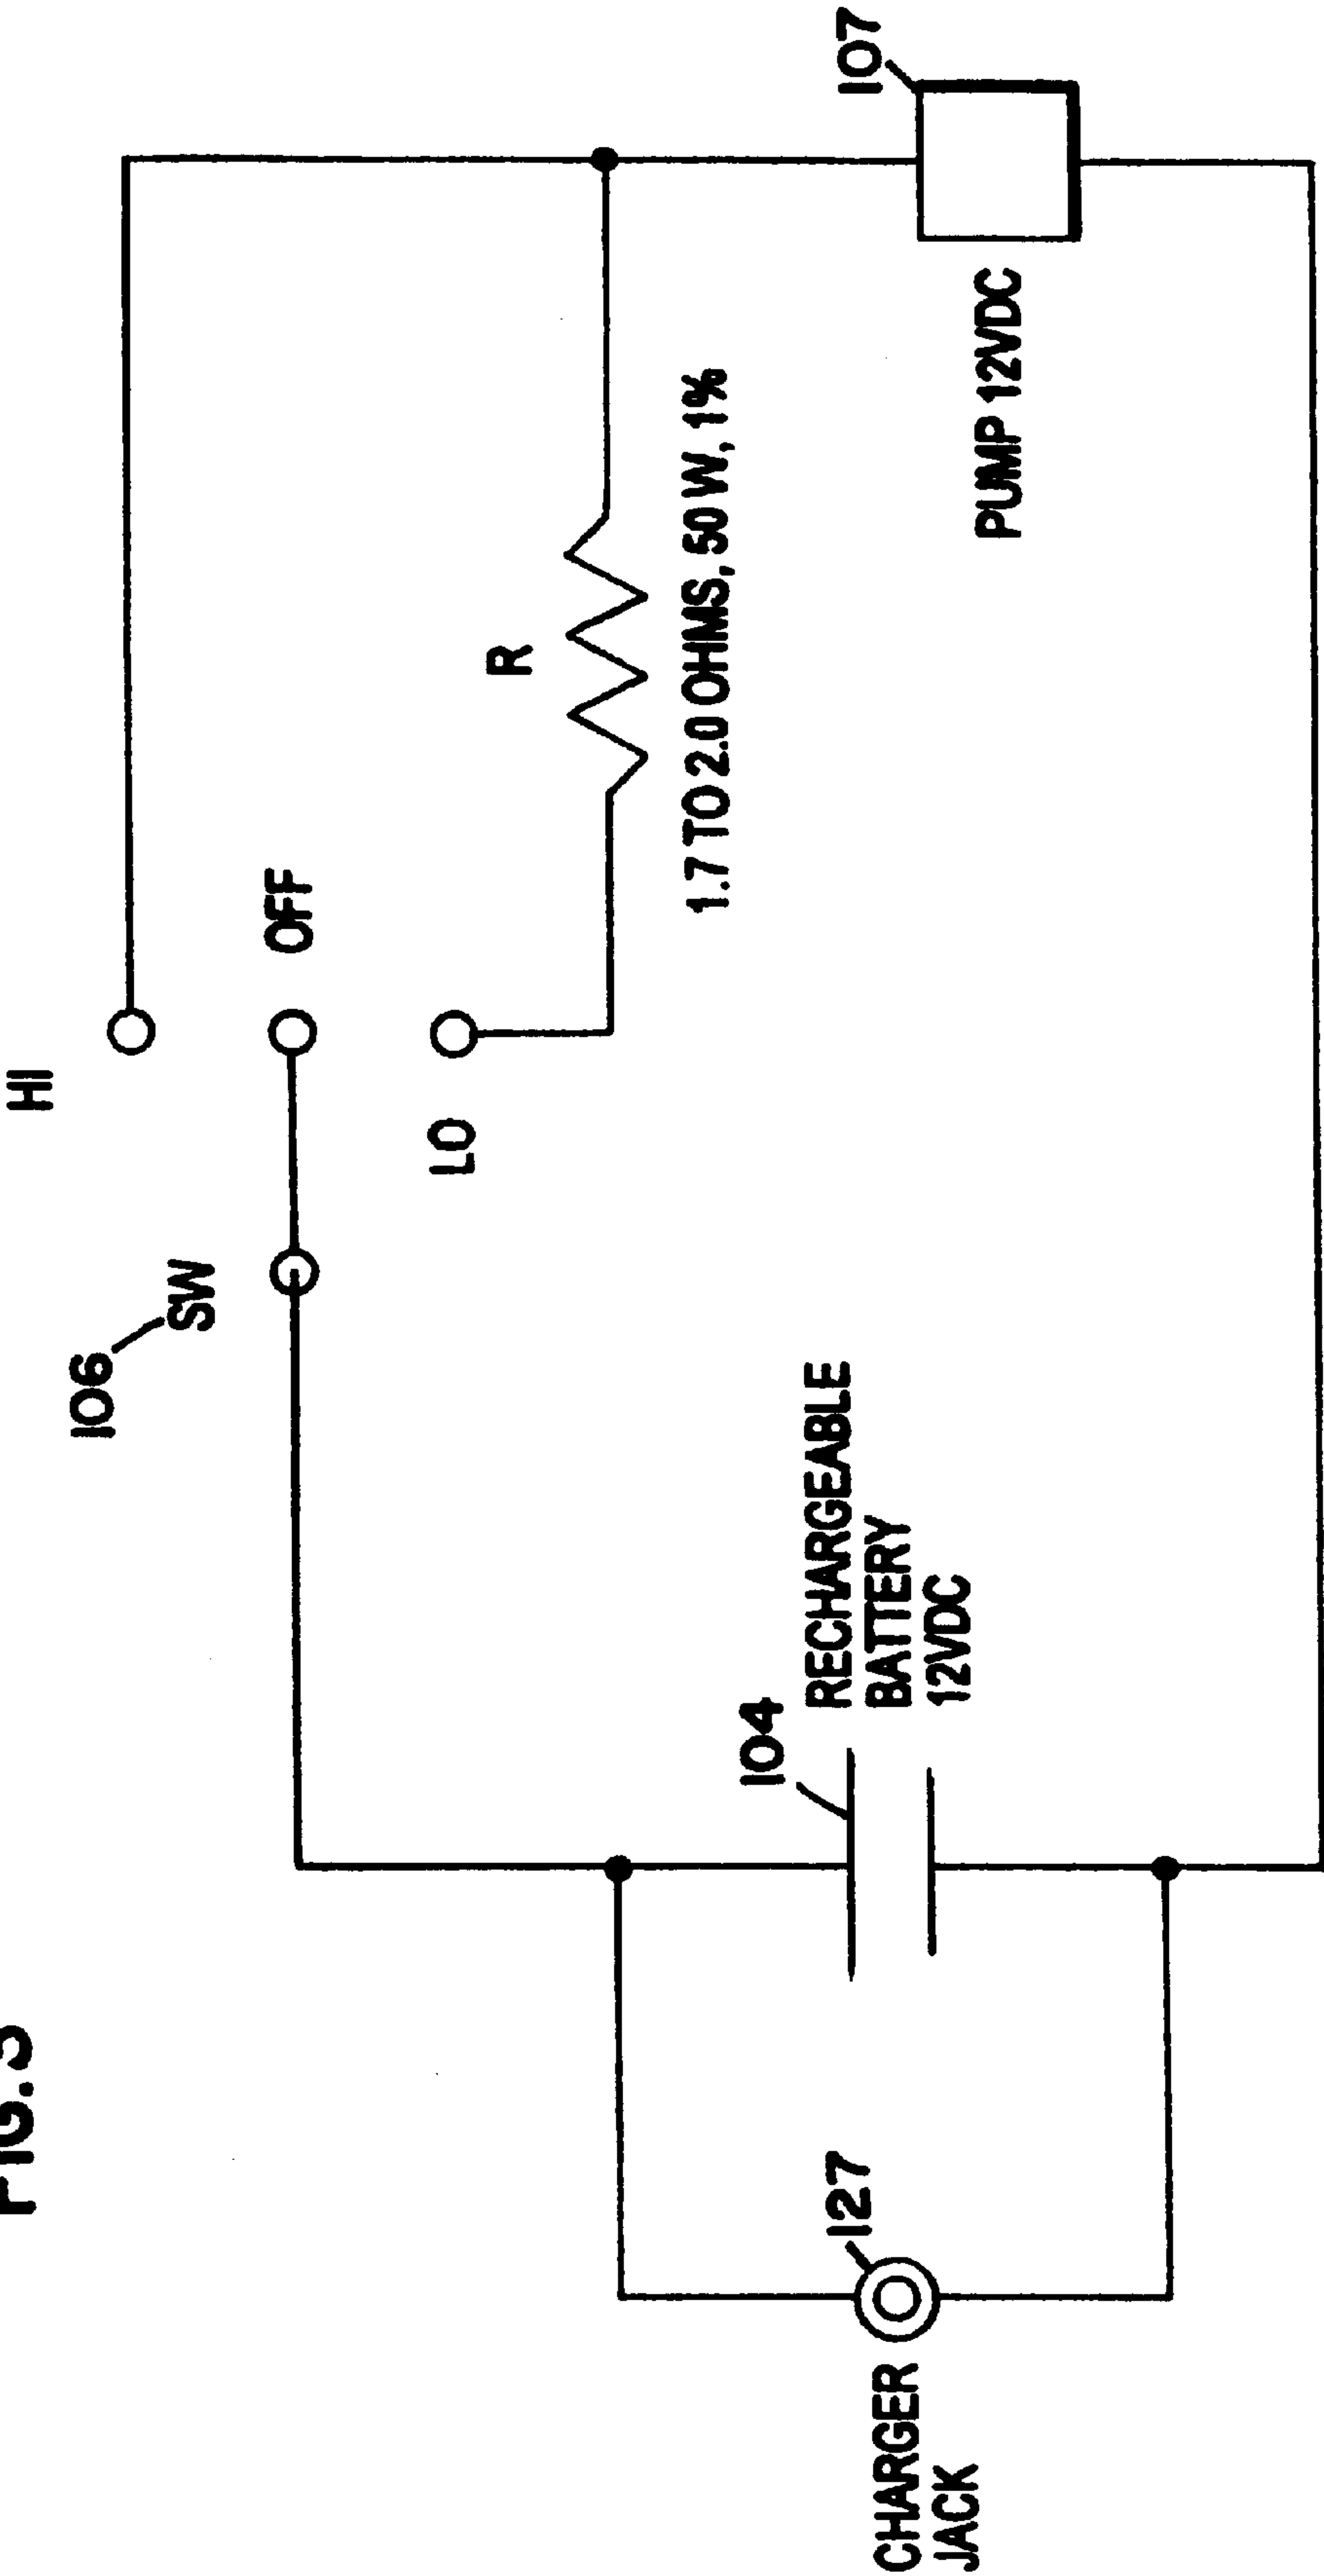 HI
106
SW
OFF
LO
R
1.7 TO 2.0 OHMS, 50 W, 1%
107
PUMP 12VDC
104
RECHARGEABLE
BATTERY
12VDC
127
CHARGER
JACK